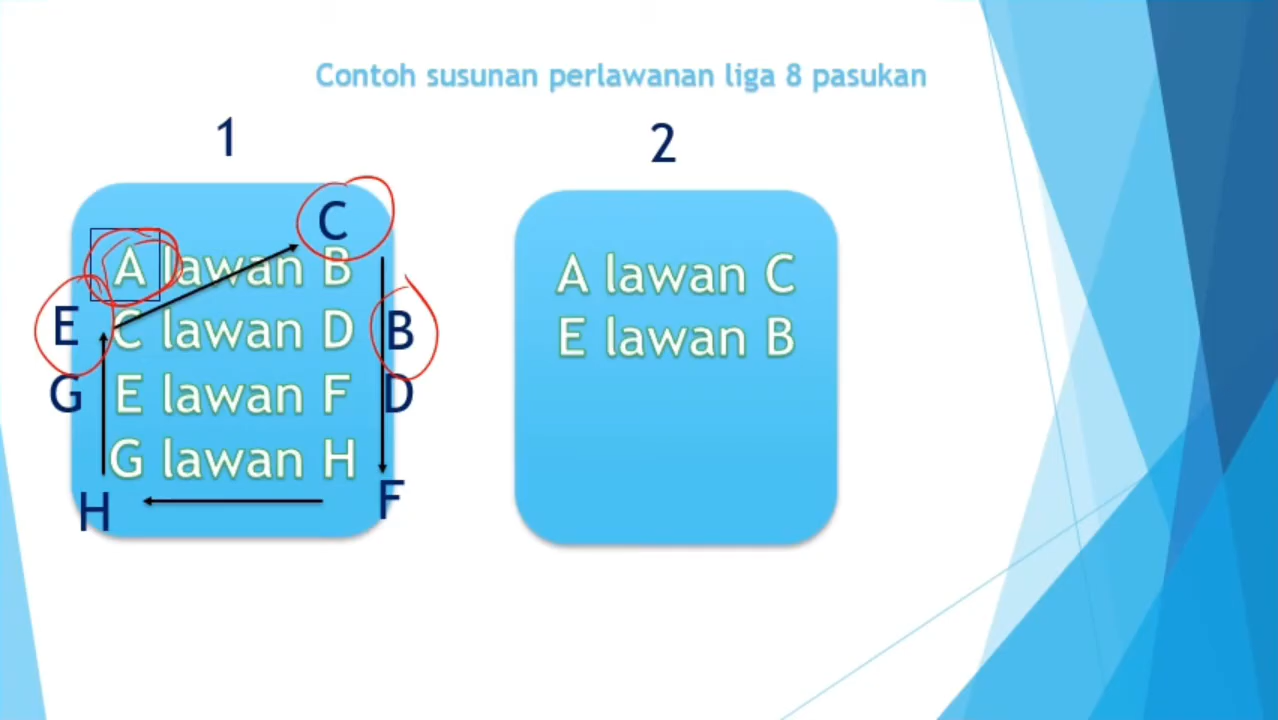 Contoh susunan perlawanan liga 8 pasukan
1
C
A lawan B
E
C lawan D
B
G
E lawan F
D
G lawan H
H
F
2
A lawan C
E lawan B